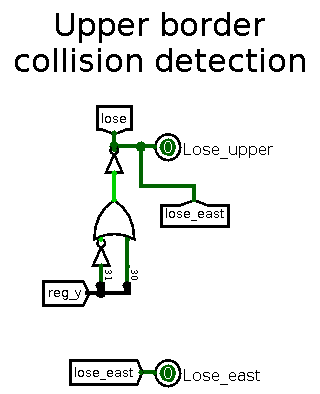 Upper border
collision detection
lose
0
Lose_upper
lose_east
31
30
reg_y
lose_east
0
Lose_east